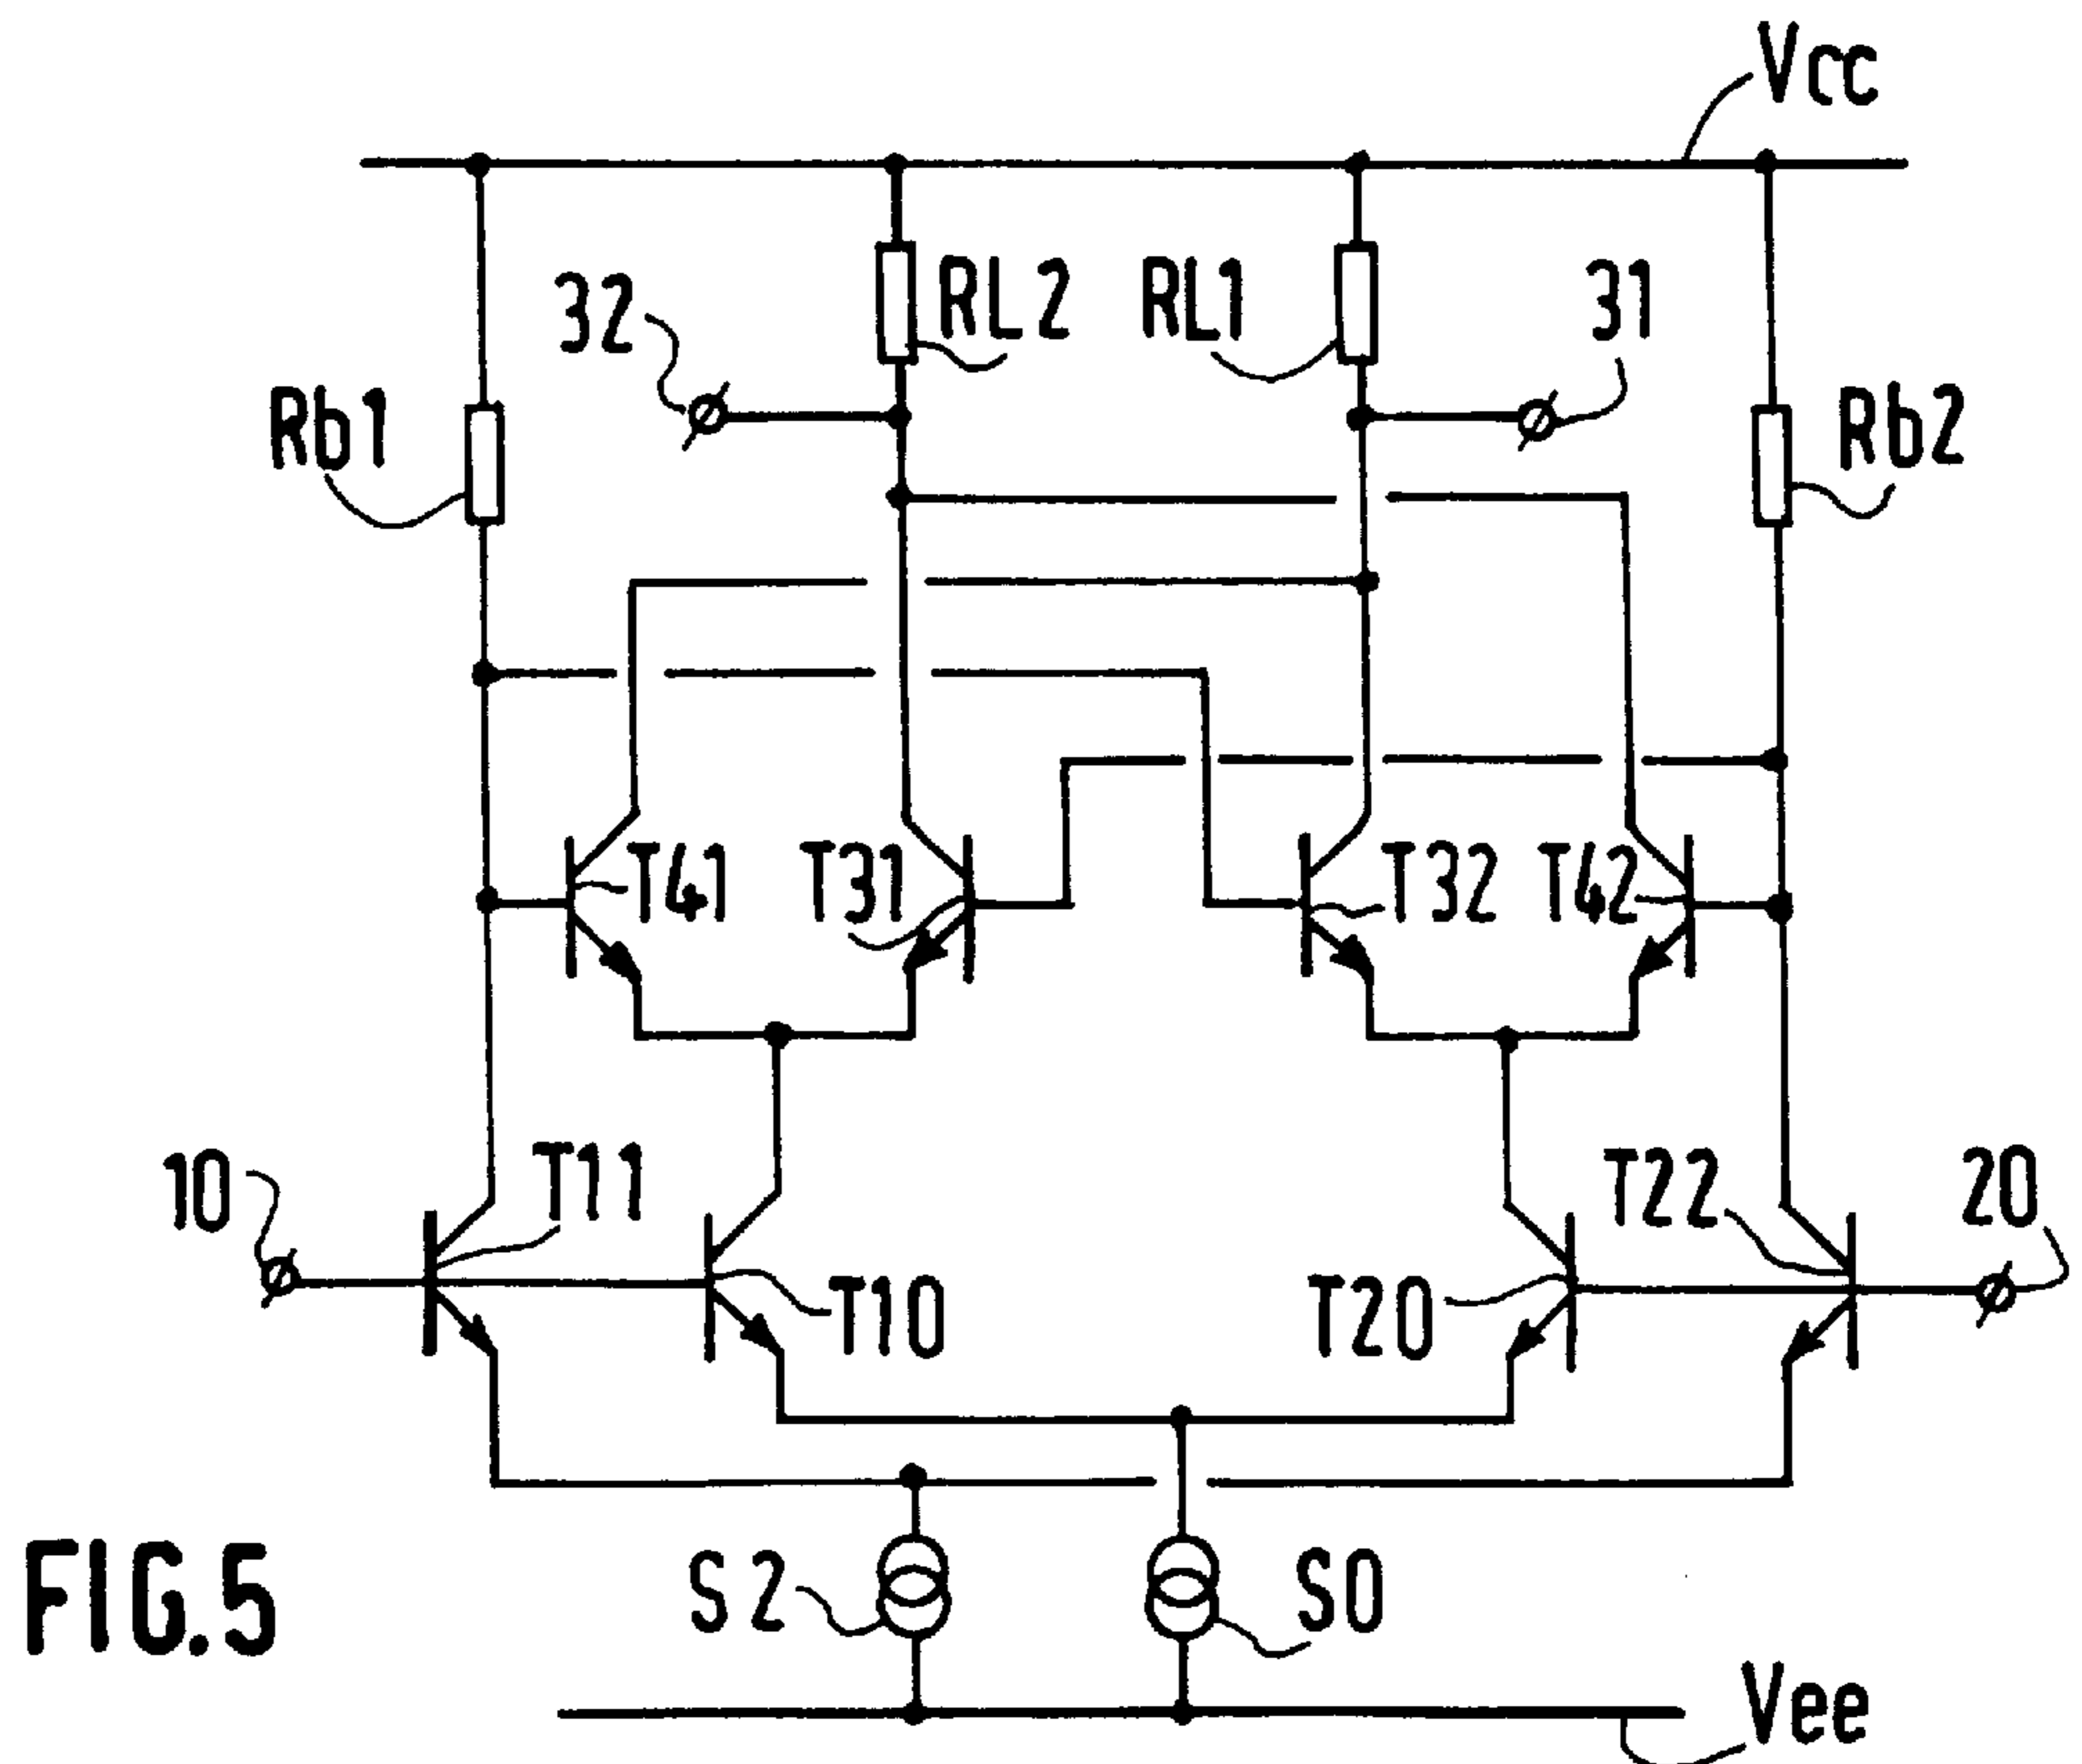 Vcc
32
RL2
RL1
31
Rb1
Rb2
T41
T31
T32
T42
10
T11
T10
T20
T22
20
S2
S0
FIG.5
Vee